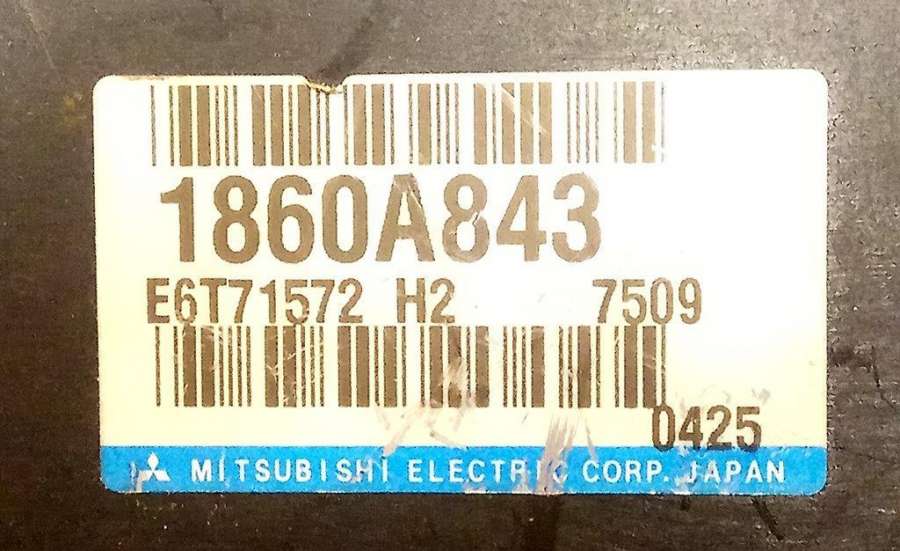 1860A843
E6T71572 H2 7509
0425
MITSUBISHI ELECTRIC CORP. JAPAN